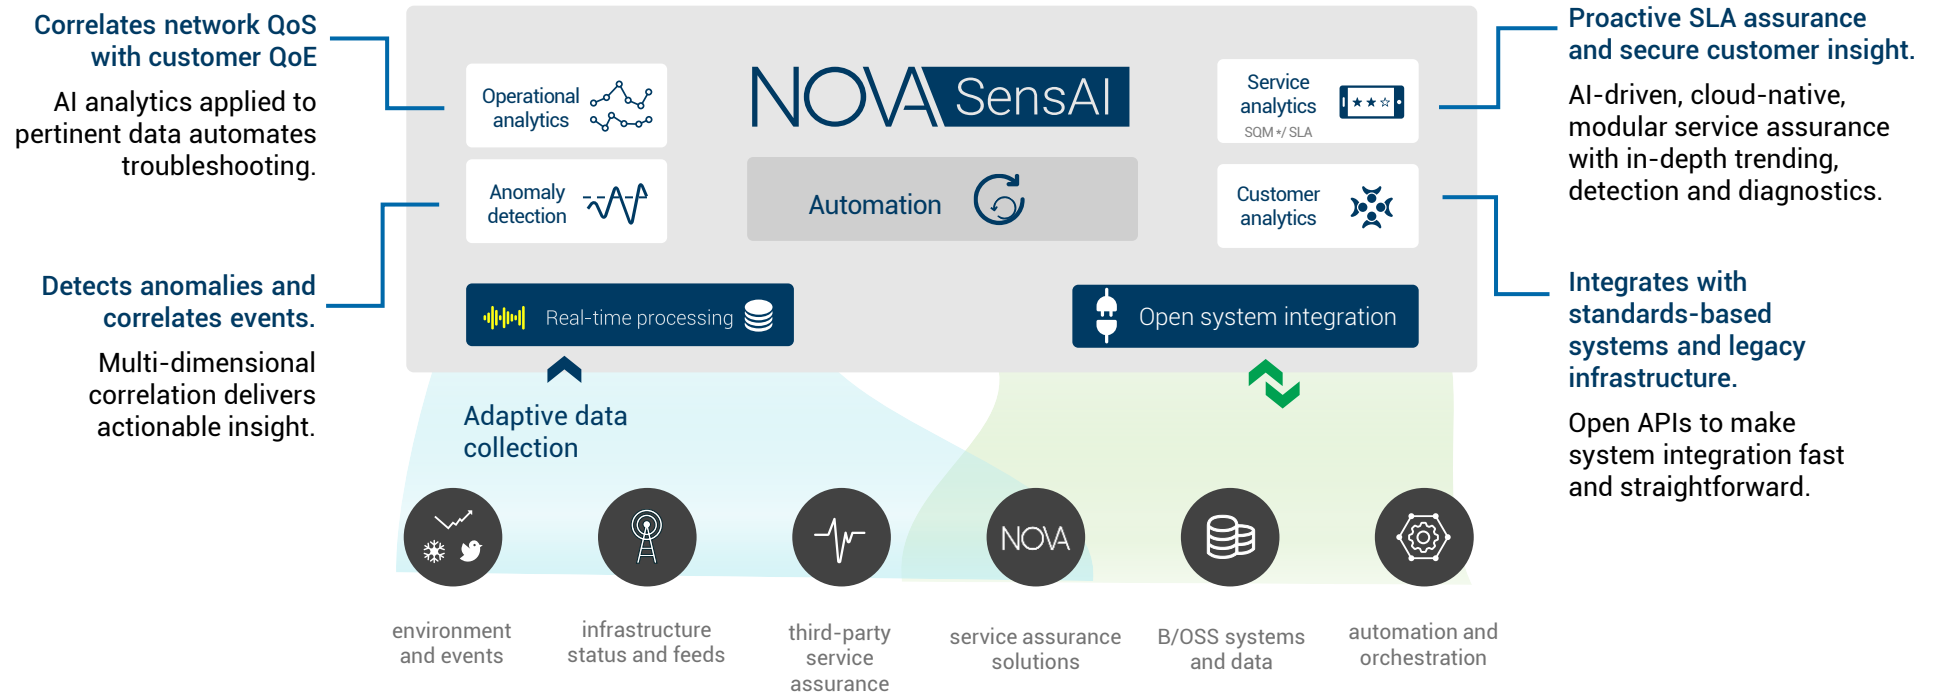 Correlates network QoS
with customer QoE
AI analytics applied to
pertinent data automates
troubleshooting.
Detects anomalies and
correlates events.
Multi-dimensional
correlation delivers
actionable insight.
Operational
analytics
Anomaly
detection
NOVA SensAI
Automation
Service
analytics
SQM */ SLA
Customer
analytics
Real-time processing
Open system integration
Adaptive data
collection
Proactive SLA assurance
and secure customer insight.
AI-driven, cloud-native,
modular service assurance
with in-depth trending,
detection and diagnostics.
Integrates with
standards-based
systems and legacy
infrastructure.
Open APIs to make
system integration fast
and straightforward.
NOVA
environment
and events
infrastructure
status and feeds
third-party
service
assurance
service assurance
solutions
B/OSS systems
and data
automation and
orchestration